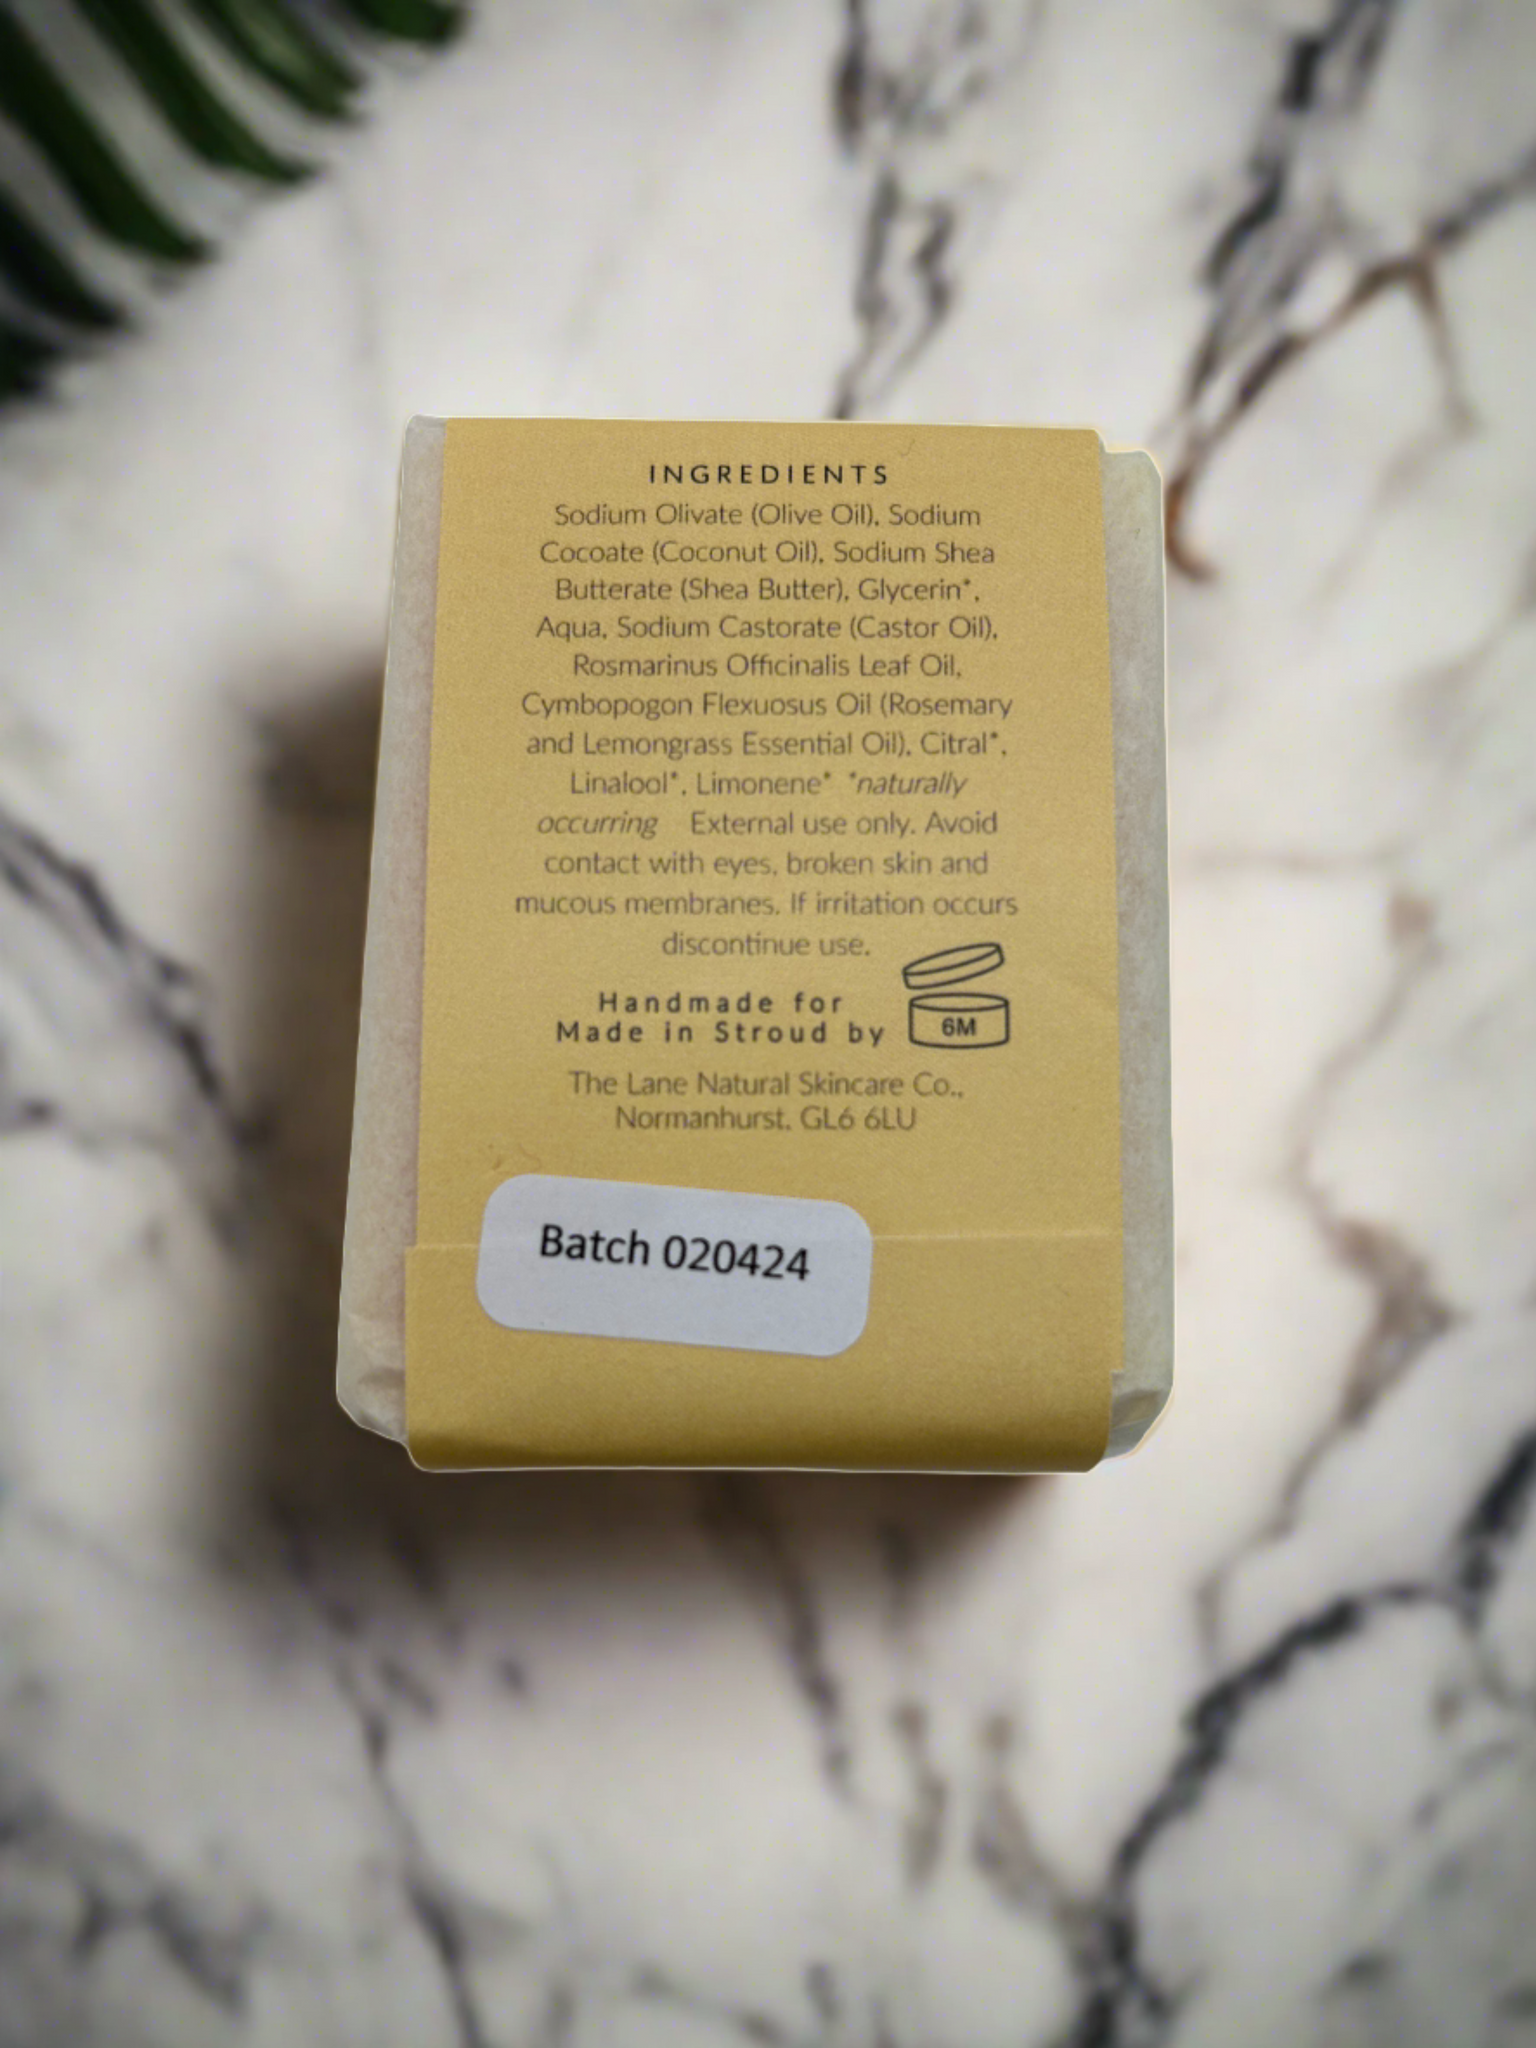 INGREDIENTS
Sodium Olivate (Olive Oil), Sodium
Cocoate (Coconut Oil), Sodium Shea
Butterate (Shea Butter), Glycerin*,
Aqua, Sodium Castorate (Castor Oil),
Rosmarinus Officinalis Leaf Oil,
Cymbopogon Flexuosus Oil (Rosemary
and Lemongrass Essential Oil), Citral*,
Linalool*, Limonene* *naturally
occurring External use only. Avoid
contact with eyes, broken skin and
mucous membranes. If irritation occurs
discontinue use.
Handmade for
Made in Stroud by
6M
The Lane Natural Skincare Co.,
Normanhurst, GL6 6LU
Batch 020424